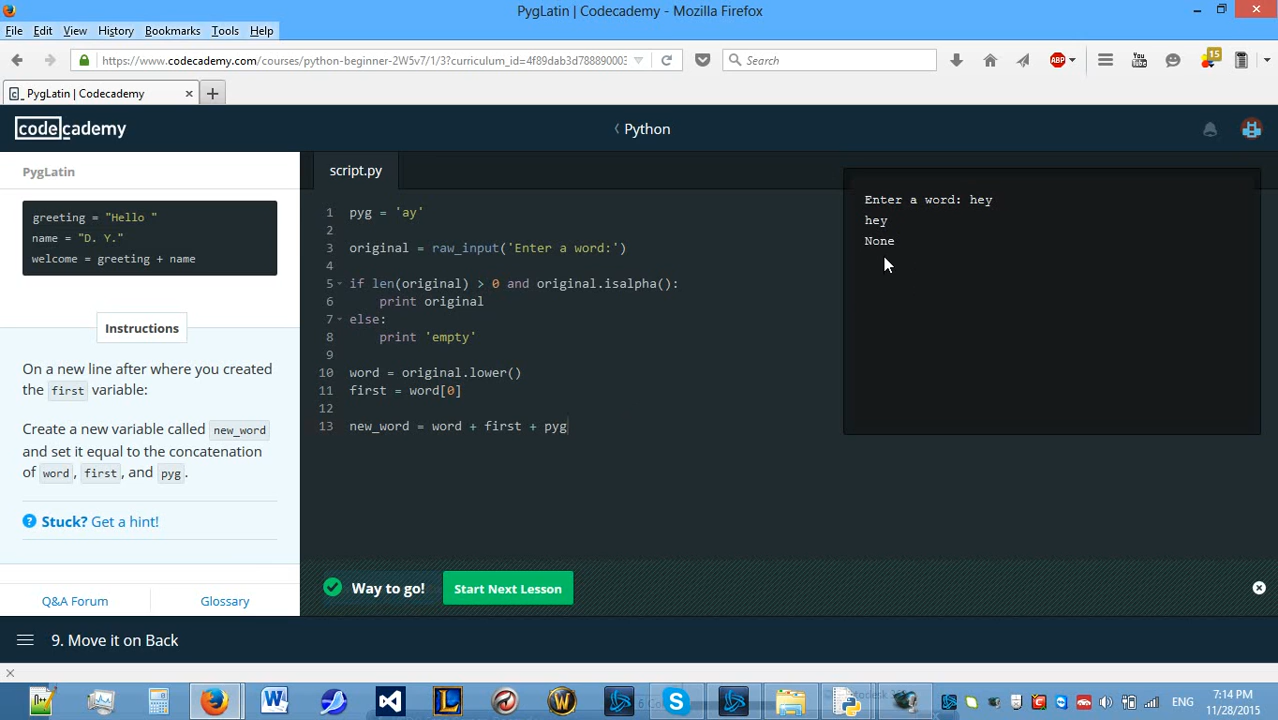 PygLatin | Codecademy - Mozilla Firefox
File Edit View History Bookmarks Tools Help
https://www.codecademy.com/courses/python-beginner-2W5v7/1/3?curriculum_id=4f89dab3d788890003
Search
ABP
You Tube
15
PygLatin | Codecademy
codecademy
Python
PygLatin
script.py
greeting = "Hello "
name = "D. Y."
welcome = greeting + name
Instructions
On a new line after where you created
the first variable:
Create a new variable called new_word
and set it equal to the concatenation
of word, first, and pyg.
Stuck? Get a hint!
Q&A Forum
Glossary
1 pyg = 'ay'
2
3 original = raw_input('Enter a word:')
4
5 if len(original) > 0 and original.isalpha():
6 print original
7 else:
8 print 'empty'
9
10 word = original.lower()
11 first = word[0]
12
13 new_word = word + first + pyg
Enter a word: hey
hey
None
Way to go!
Start Next Lesson
9. Move it on Back
ENG
7:14 PM
11/28/2015